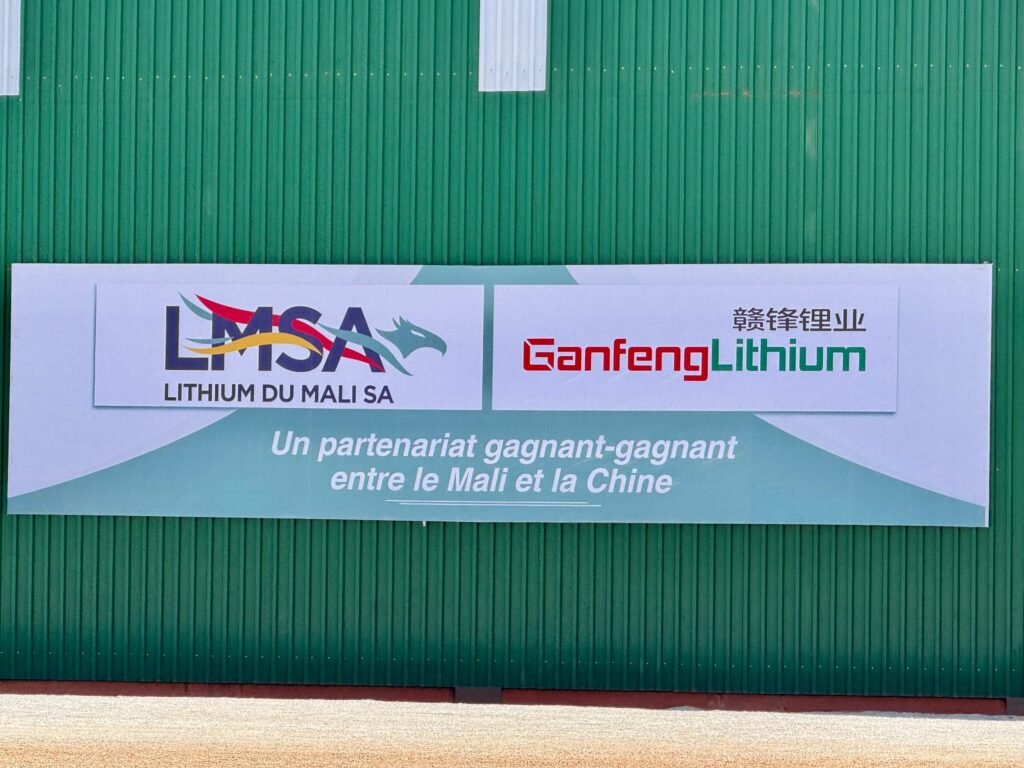 LMSA
LITHIUM DU MALI SA
赣锋锂业
GanfengLithium
Un partenariat gagnant-gagnant
entre le Mali et la Chine